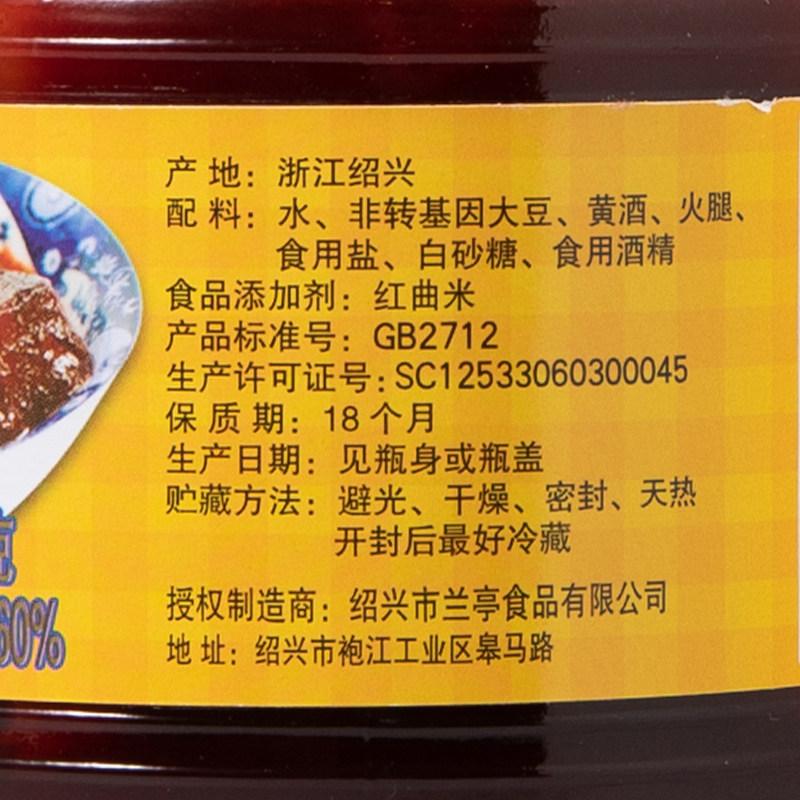 产 地：浙江绍兴
配 料：水、非转基因大豆、黄酒、火腿、
食用盐、白砂糖、食用酒精
食品添加剂：红曲米
产品标准号：GB2712
生产许可证号：SC12533060300045
保 质 期：18个月
生产日期：见瓶身或瓶盖
贮藏方法：避光、干燥、密封、天热
开封后最好冷藏
克
60%
授权制造商：绍兴市兰亭食品有限公司
地 址：绍兴市袍江工业区皋马路